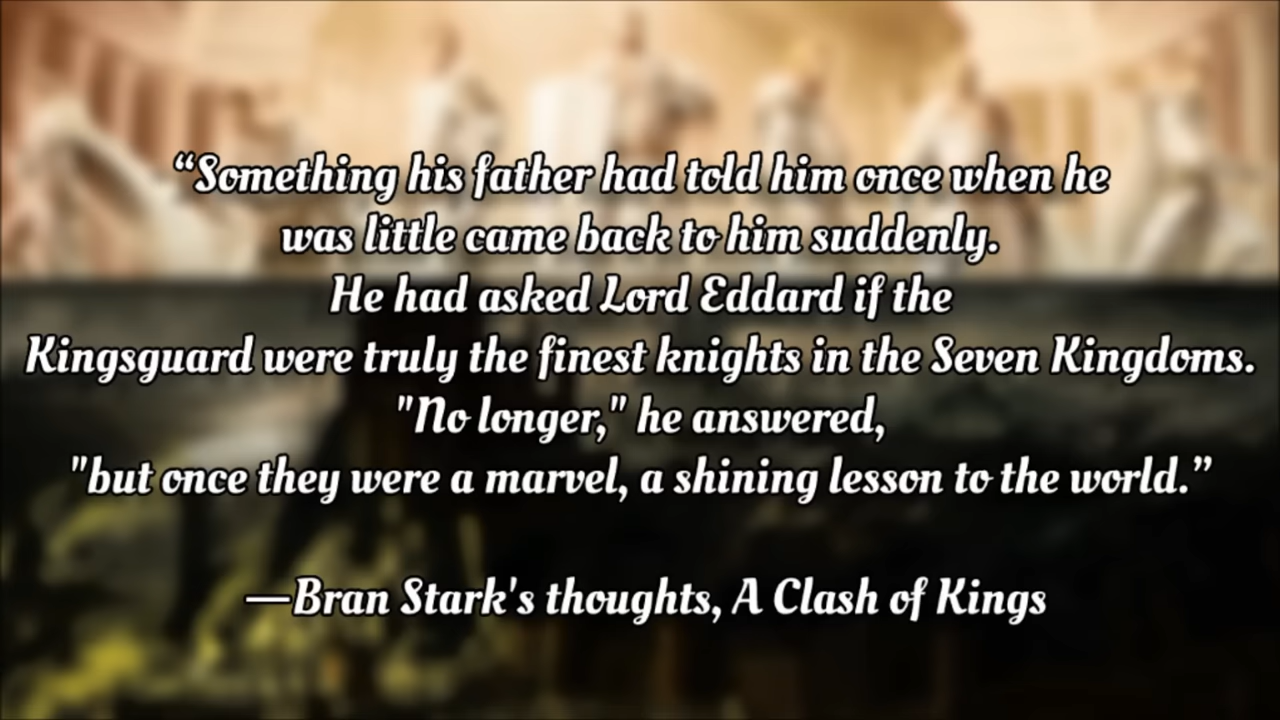 “Something his father had told him once when he
was little came back to him suddenly.
He had asked Lord Eddard if the
Kingsguard were truly the finest knights in the Seven Kingdoms.
"No longer," he answered,
"but once they were a marvel, a shining lesson to the world.”
—Bran Stark's thoughts, A Clash of Kings